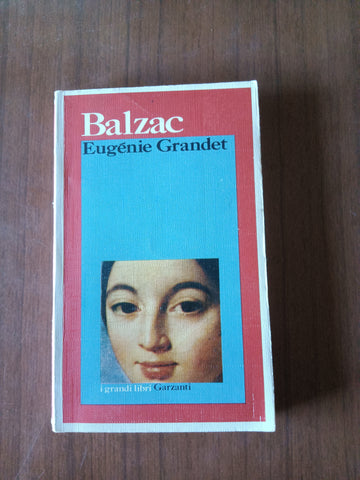 Balzac
Eugénie Grandet
i grandi libri Garzanti